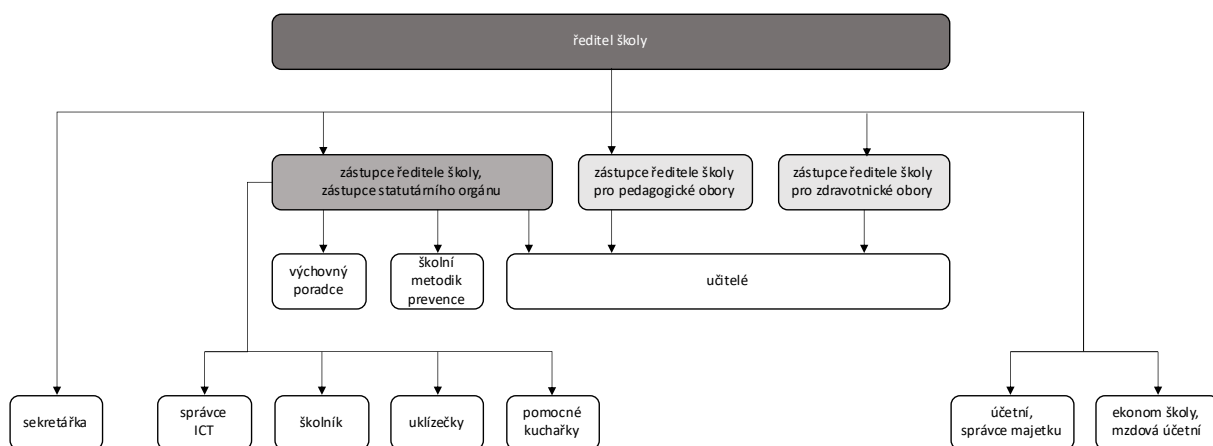 ředitel školy
zástupce ředitele školy,
zástupce statutárního orgánu
zástupce ředitele školy
pro pedagogické obory
zástupce ředitele školy
pro zdravotnické obory
výchovný
poradce
školní
metodik
prevence
učitelé
sekretářka
správce
ICT
školník
uklízečky
pomocné
kuchařky
účetní,
správce majetku
ekonom školy,
mzdová účetní